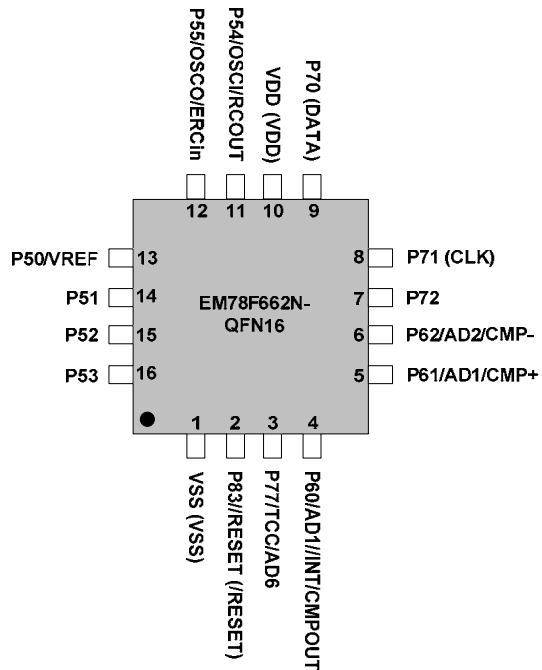 P55/OSCO/ERCin
P54/OSCI/RCOUT
VDD (VDD)
P70 (DATA)
12
11
10
9
P50/VREF
13
8
P71 (CLK)
P51
14
7
P72
EM78F662N-
QFN16
P52
15
6
P62/AD2/CMP-
P53
16
5
P61/AD1/CMP+
1
2
3
4
VSS (VSS)
P83//RESET (/RESET)
P77/TCC/AD6
P60/AD1//INT/CMPOUT